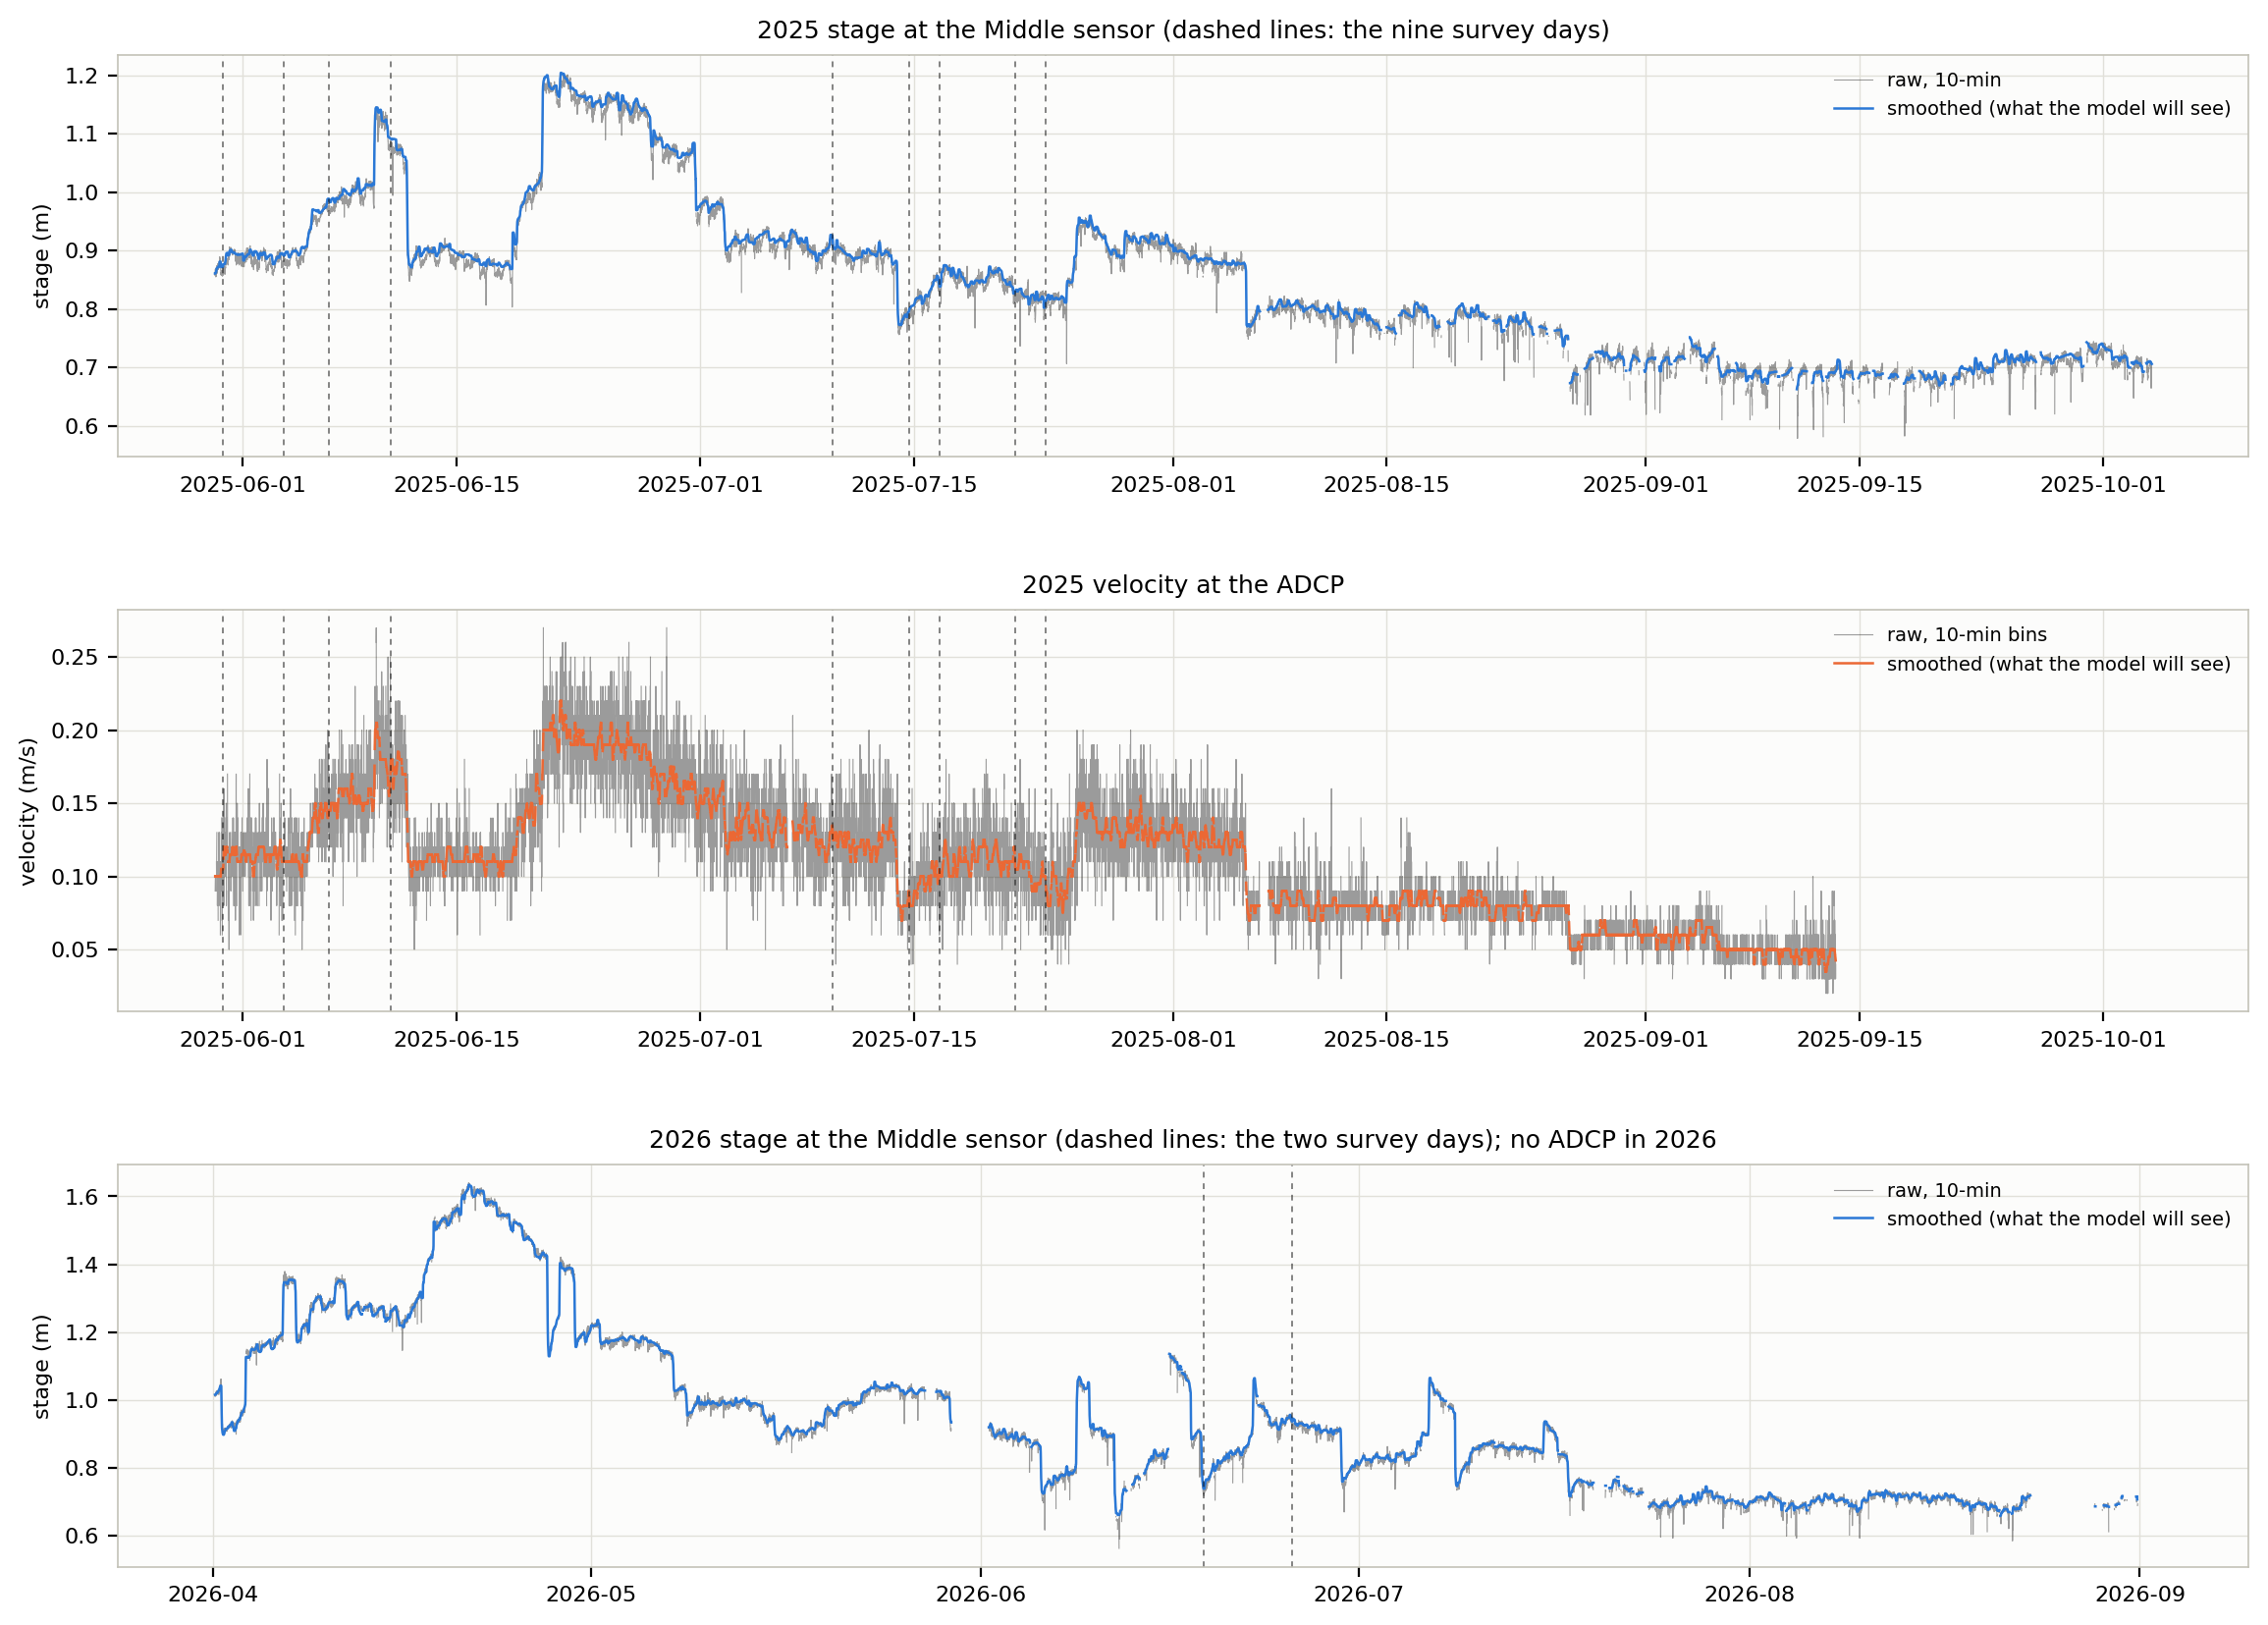 2025 stage at the Middle sensor (dashed lines: the nine survey days)
stage (m)
1.2
1.1
1.0
0.9
0.8
0.7
0.6
raw, 10-min
smoothed (what the model will see)
2025-06-01 2025-06-15 2025-07-01 2025-07-15 2025-08-01 2025-08-15 2025-09-01 2025-09-15 2025-10-01
2025 velocity at the ADCP
velocity (m/s)
0.25
0.20
0.15
0.10
0.05
raw, 10-min bins
smoothed (what the model will see)
2025-06-01 2025-06-15 2025-07-01 2025-07-15 2025-08-01 2025-08-15 2025-09-01 2025-09-15 2025-10-01
2026 stage at the Middle sensor (dashed lines: the two survey days); no ADCP in 2026
stage (m)
1.6
1.4
1.2
1.0
0.8
0.6
raw, 10-min
smoothed (what the model will see)
2026-04 2026-05 2026-06 2026-07 2026-08 2026-09